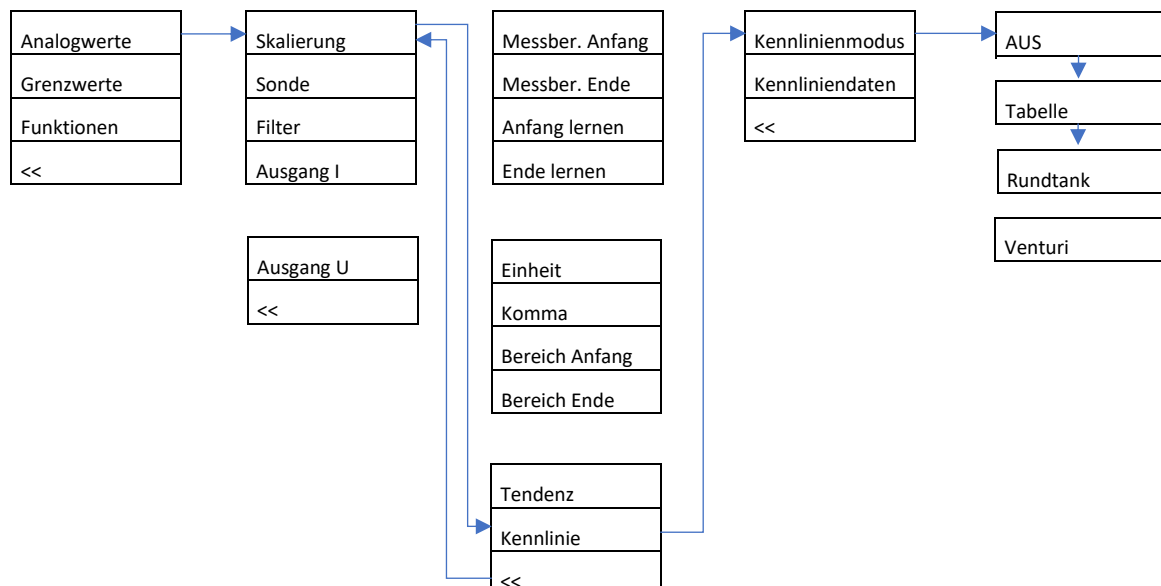 Analogwerte
Grenzwerte
Funktionen
<<
Skalierung
Sonde
Filter
Ausgang I
Ausgang U
<<
Messber. Anfang
Messber. Ende
Anfang lernen
Ende lernen
Einheit
Komma
Bereich Anfang
Bereich Ende
Tendenz
Kennlinie
<<
Kennlinienmodus
Kennliniendaten
<<
AUS
Tabelle
Rundtank
Venturi